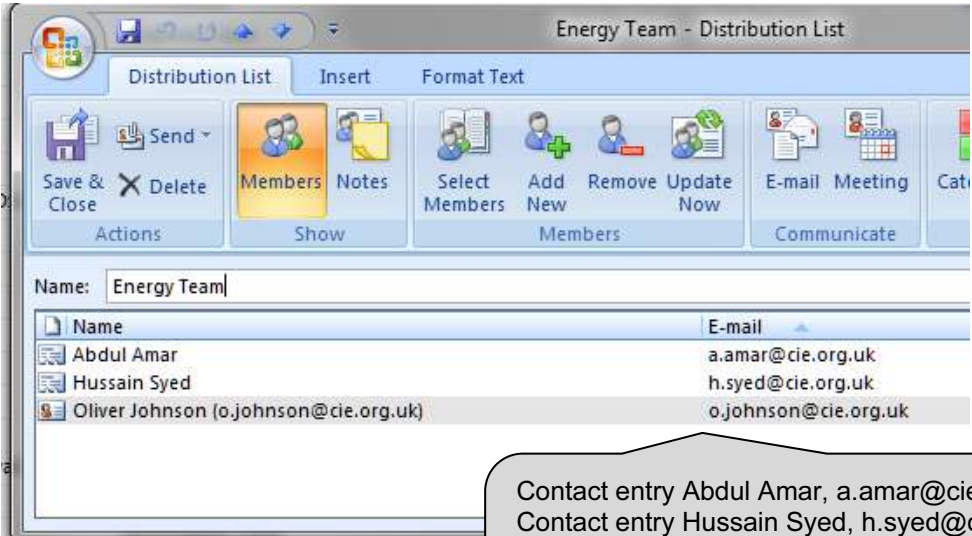 Energy Team - Distribution List
Distribution List Insert Format Text
Save & Close
Send
Delete
Members Notes
Select Members
Add New
Remove
Update Now
E-mail Meeting
Actions Show Members Communicate
Name: Energy Team
Name E-mail
Abdul Amar a.amar@cie.org.uk
Hussain Syed h.syed@cie.org.uk
Oliver Johnson (o.johnson@cie.org.uk) o.johnson@cie.org.uk
Contact entry Abdul Amar, a.amar@cie
Contact entry Hussain Syed, h.syed@c